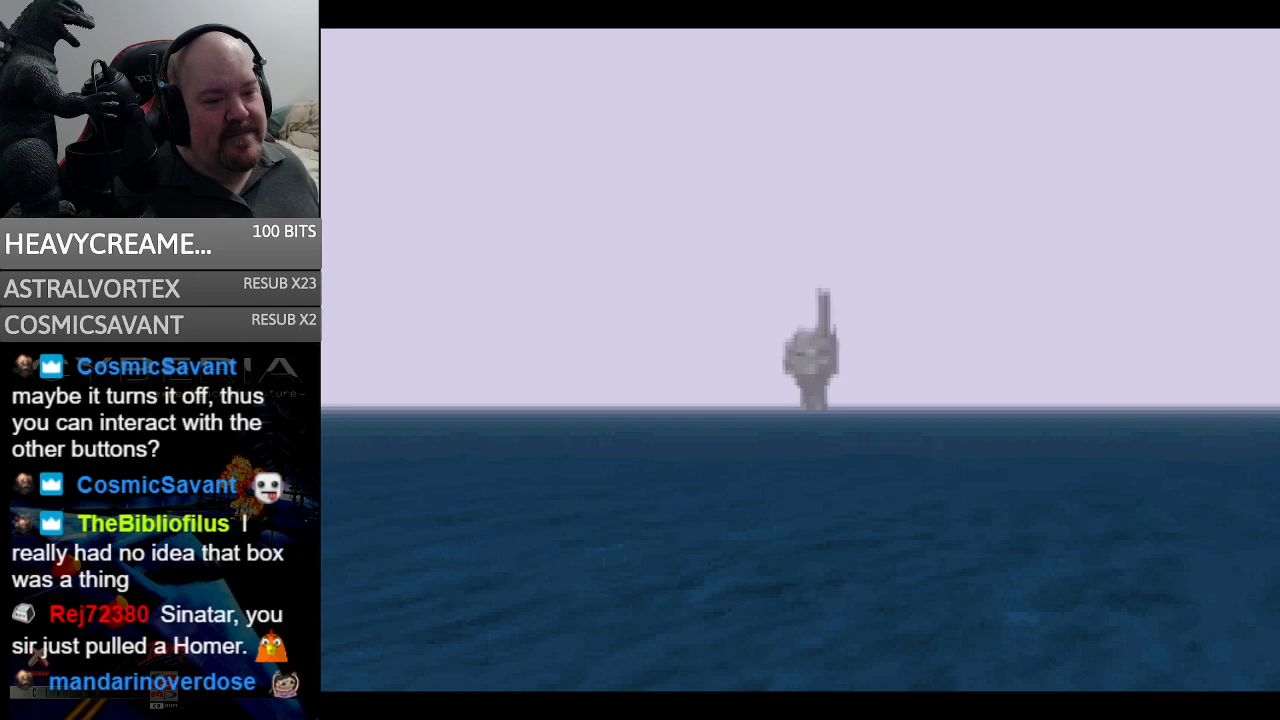 HEAVYCREAME...
100 BITS
ASTRALVORTEX
RESUB X23
COSMICSAVANT
RESUB X2
CYBERIA
CosmicSavant
maybe it turns it off, thus
you can interact with the
other buttons?
CosmicSavant
TheBibliofilus I
really had no idea that box
was a thing
Rej72380 Sinatar, you
sir just pulled a Homer.
mandarinoverdose